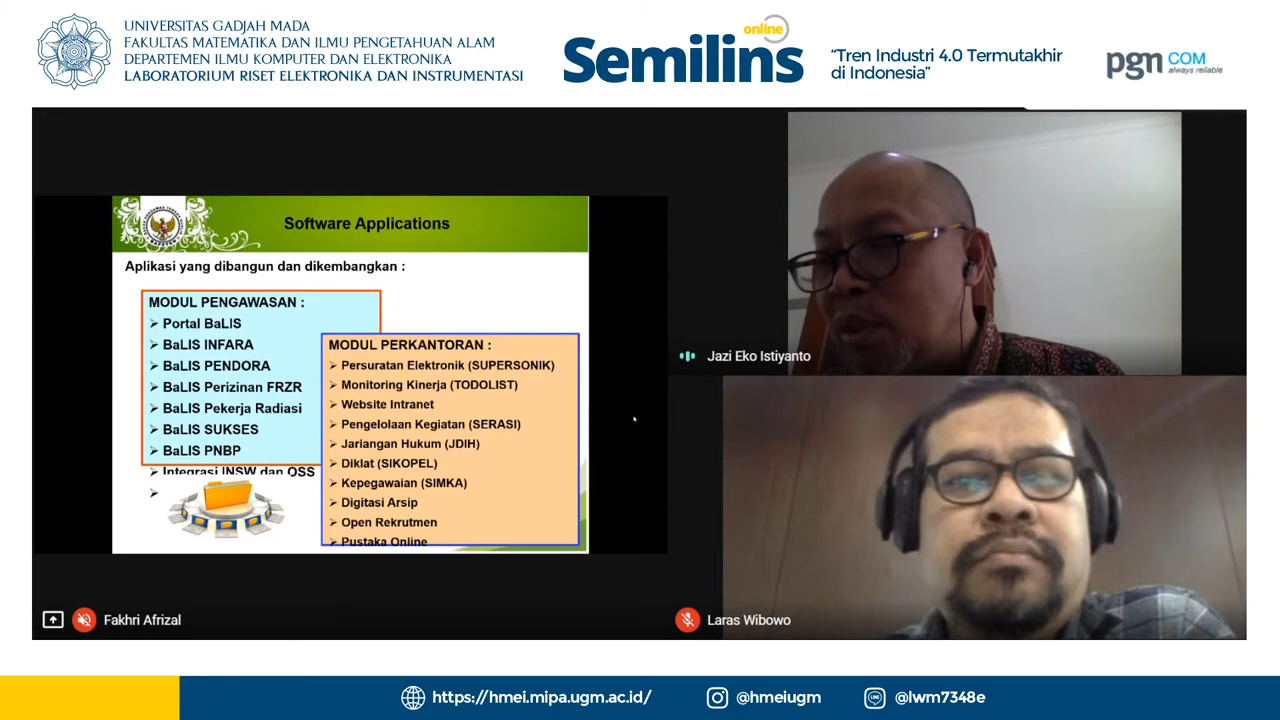 UNIVERSITAS GADJAH MADA
FAKULTAS MATEMATIKA DAN ILMU PENGETAHUAN ALAM
DEPARTEMEN ILMU KOMPUTER DAN ELEKTRONIKA
LABORATORIUM RISET ELEKTRONIKA DAN INSTRUMENTASI
online
Semilins
“Tren Industri 4.0 Termutakhir
di Indonesia”
pgn COM
always reliable
Software Applications
Aplikasi yang dibangun dan dikembangkan :
MODUL PENGAWASAN :
Portal BaLIS
BaLIS INFARA
BaLIS PENDORA
BaLIS Perizinan FRZR
BaLIS Pekerja Radiasi
BaLIS SUKSES
BaLIS PNBP
Integrasi INSW dan OSS
MODUL PERKANTORAN :
Persuratan Elektronik (SUPERSONIK)
Monitoring Kinerja (TODOLIST)
Website Intranet
Pengelolaan Kegiatan (SERASI)
Jariangan Hukum (JDIH)
Diklat (SIKOPEL)
Kepegawaian (SIMKA)
Digitasi Arsip
Open Rekrutmen
Pustaka Online
Jazi Eko Istiyanto
Fakhri Afrizal
Laras Wibowo
https://hmei.mipa.ugm.ac.id/
@hmeiugm
@lwm7348e